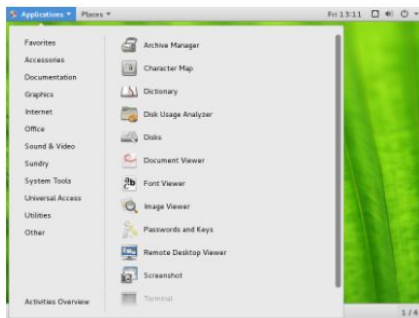 Applications Places Fri 13:11
Favorites
Accessories
Documentation
Graphics
Internet
Office
Sound & Video
Sundry
System Tools
Universal Access
Utilities
Other
Activities Overview
Archive Manager
Character Map
Dictionary
Disk Usage Analyzer
Disks
Document Viewer
Font Viewer
Image Viewer
Passwords and Keys
Remote Desktop Viewer
Screenshot
Terminal
1 / 4